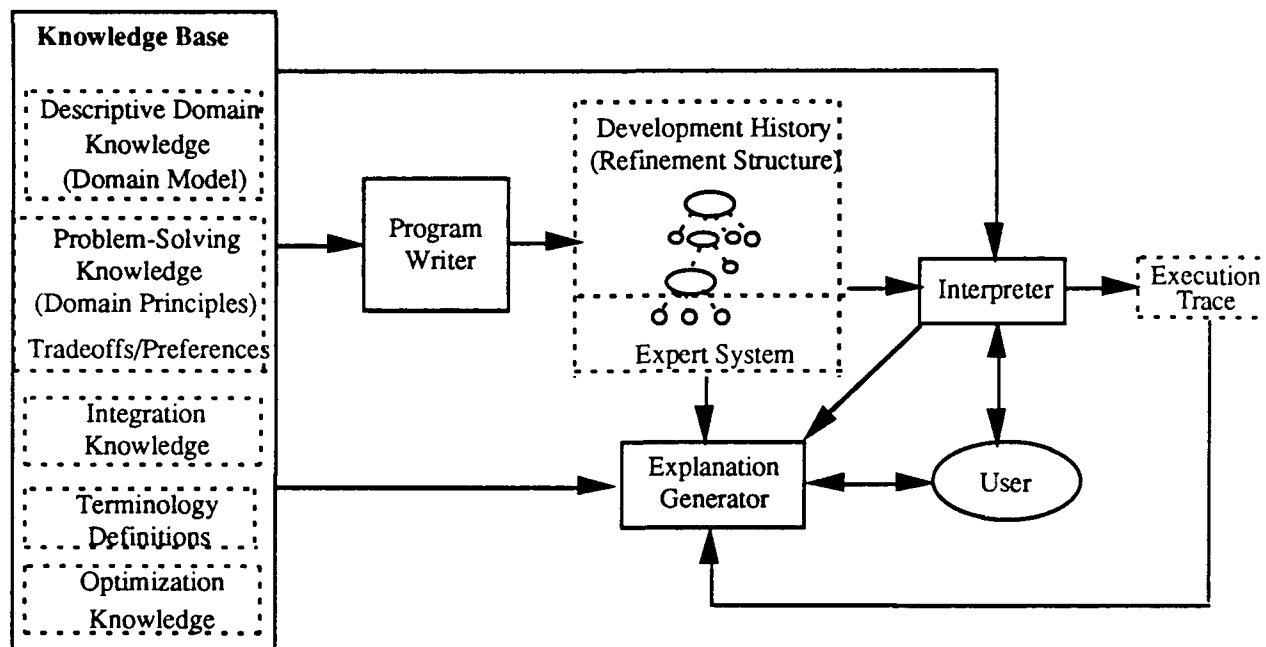 Knowledge Base
Descriptive Domain
Knowledge
(Domain Model)
Problem-Solving
Knowledge
(Domain Principles)
Tradeoffs/Preferences
Integration
Knowledge
Terminology
Definitions
Optimization
Knowledge
Program
Writer
Development History
(Refinement Structure)
Expert System
Interpreter
Execution
Trace
Explanation
Generator
User